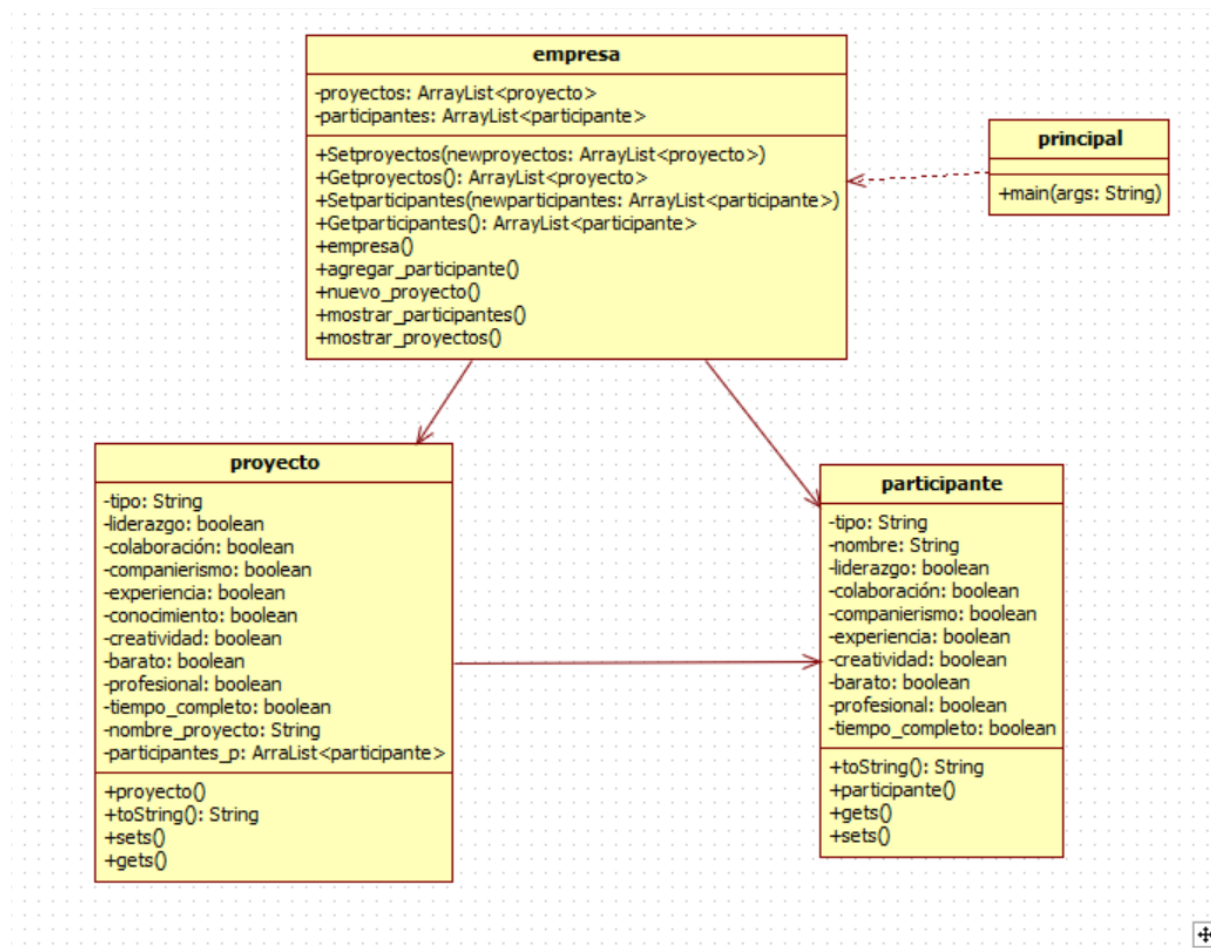 empresa
-proyectos: ArrayList<proyecto>
-participantes: ArrayList<participante>
+Setproyectos(newproyectos: ArrayList<proyecto>)
+Getproyectos(): ArrayList<proyecto>
+Setparticipantes(newparticipantes: ArrayList<participante>)
+Getparticipantes(): ArrayList<participante>
+empresa()
+agregar_participante()
+nuevo_proyecto()
+mostrar_participantes()
+mostrar_proyectos()
principal
+main(args: String)
proyecto
-tipo: String
-liderazgo: boolean
-colaboración: boolean
-companierismo: boolean
-experiencia: boolean
-conocimiento: boolean
-creatividad: boolean
-barato: boolean
-profesional: boolean
-tiempo_completo: boolean
-nombre_proyecto: String
-participantes_p: ArraList<participante>
+proyecto()
+toString(): String
+sets()
+gets()
participante
-tipo: String
-nombre: String
-liderazgo: boolean
-colaboración: boolean
-companierismo: boolean
-experiencia: boolean
-creatividad: boolean
-barato: boolean
-profesional: boolean
-tiempo_completo: boolean
+toString(): String
+participante()
+gets()
+sets()